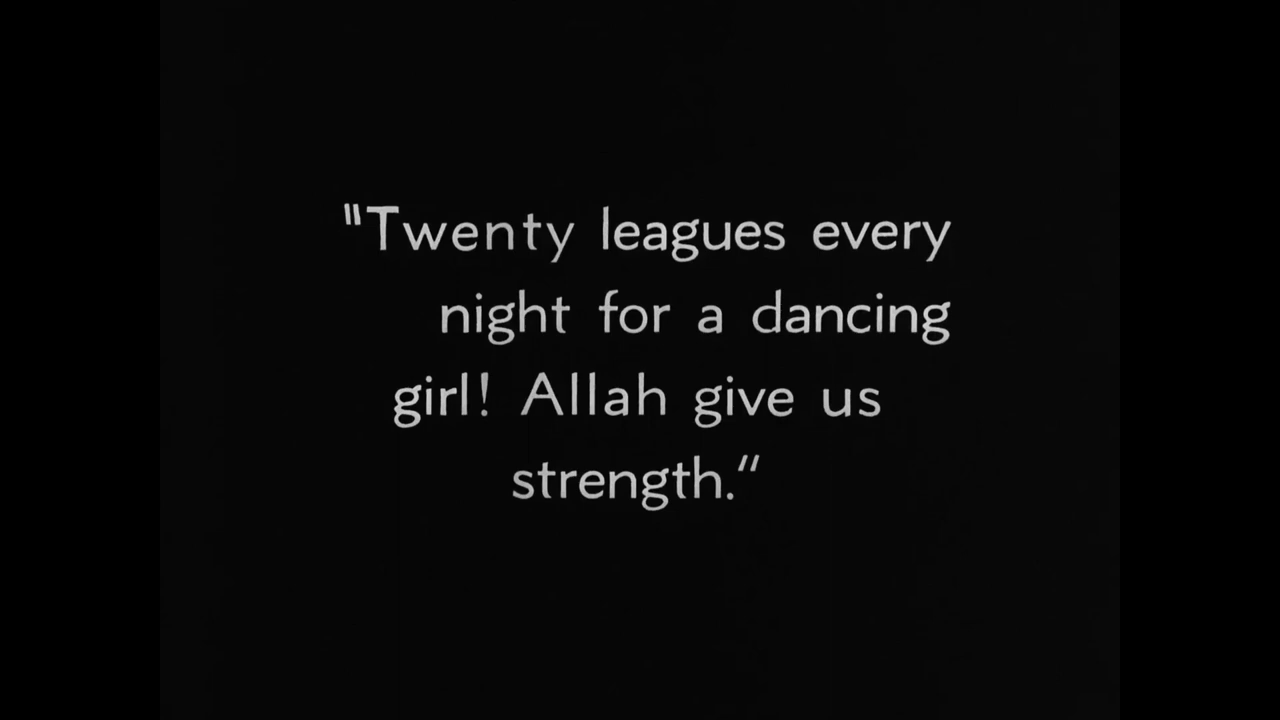 "Twenty leagues every
night for a dancing
girl! Allah give us
strength."